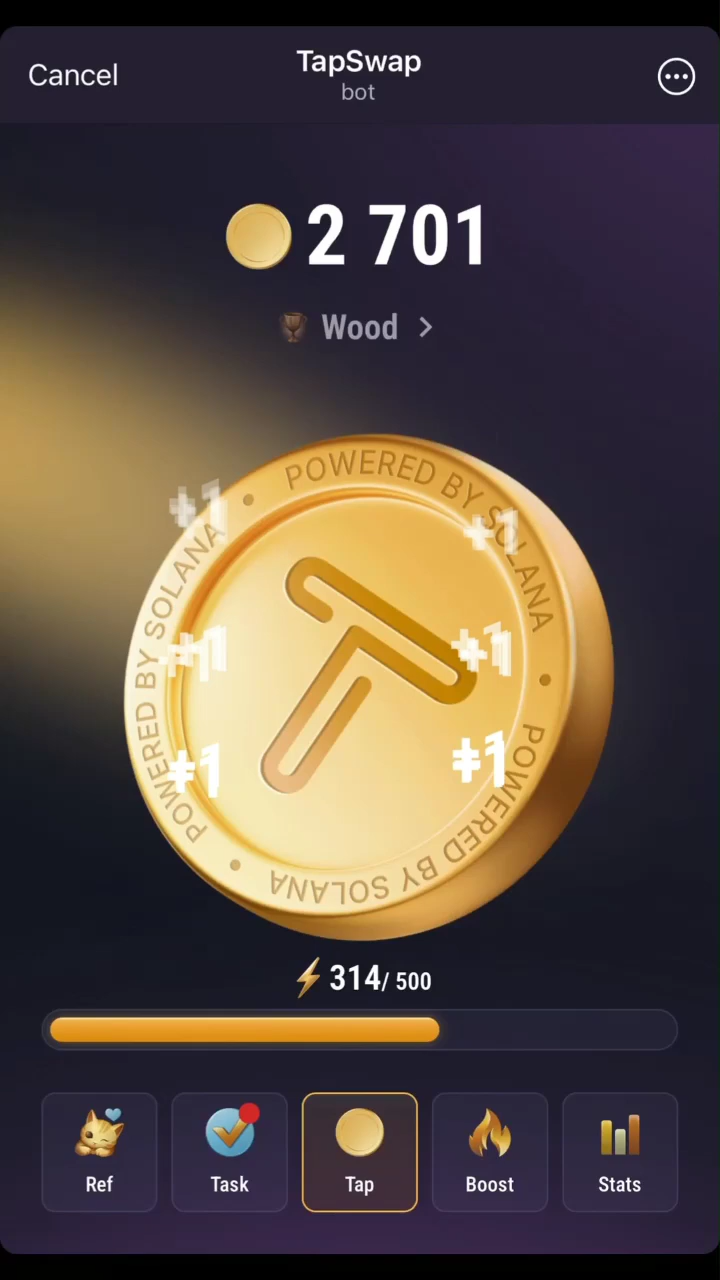 Cancel
TapSwap
bot
2 701
Wood
POWERED BY SOLANA • POWERED BY SOLANA • POWERED BY SOLANA •
+1
+1
+1
+1
+1
+1
314/ 500
Ref
Task
Tap
Boost
Stats